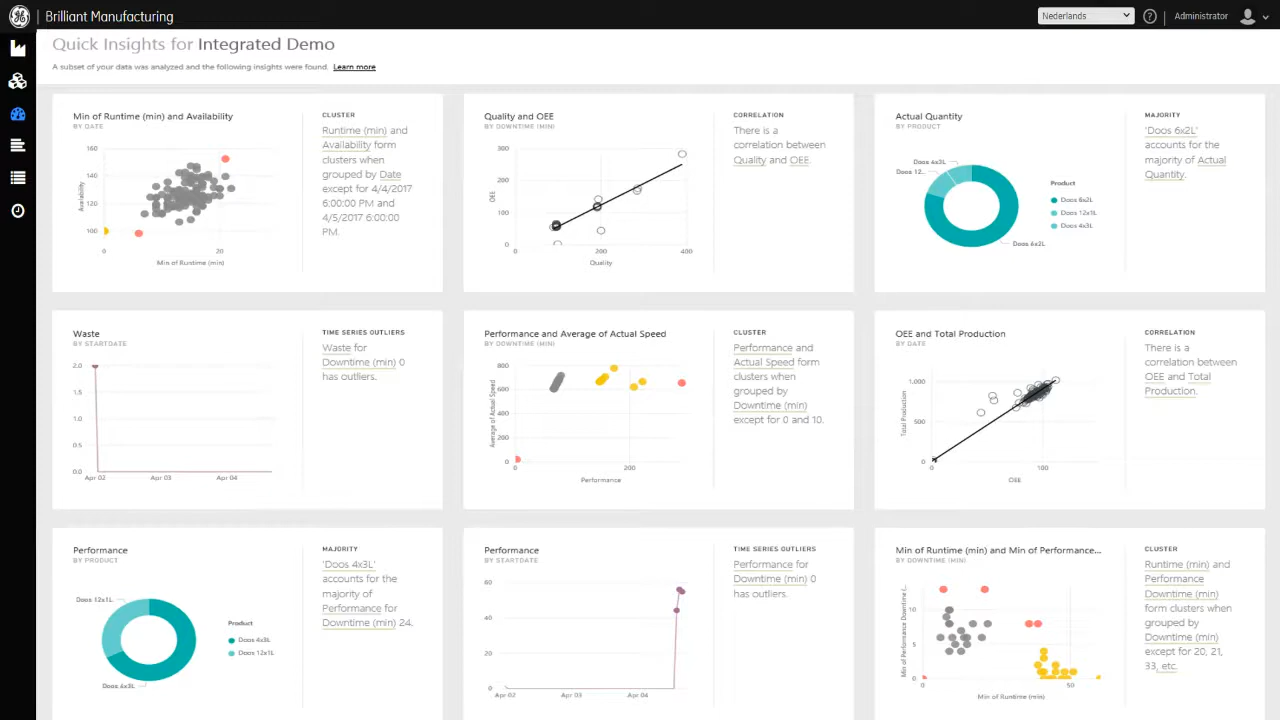 Brilliant Manufacturing
Nederlands
?
Administrator
Quick Insights for Integrated Demo
A subset of your data was analyzed and the following insights were found. Learn more
Min of Runtime (min) and Availability
BY DATE
160
140
120
100
Availability
0
20
Min of Runtime (min)
CLUSTER
Runtime (min) and
Availability form
clusters when
grouped by Date
except for 4/4/2017
6:00:00 PM and
4/5/2017 6:00:00
PM.
Quality and OEE
BY DOWNTIME (MIN)
300
200
100
0
OEE
0
200
400
Quality
CORRELATION
There is a
correlation between
Quality and OEE.
Actual Quantity
BY PRODUCT
Doos 4x3L
Doos 12...
Doos 6x2L
Product
Doos 6x2L
Doos 12x1L
Doos 4x3L
MAJORITY
'Doos 6x2L'
accounts for the
majority of Actual
Quantity.
Waste
BY STARTDATE
2.0
1.5
1.0
0.5
0.0
Apr 02
Apr 03
Apr 04
TIME SERIES OUTLIERS
Waste for
Downtime (min) 0
has outliers.
Performance and Average of Actual Speed
BY DOWNTIME (MIN)
800
600
400
200
0
Average of Actual Speed
0
200
Performance
CLUSTER
Performance and
Actual Speed form
clusters when
grouped by
Downtime (min)
except for 0 and 10.
OEE and Total Production
BY DATE
1,000
500
0
Total Production
0
100
OEE
CORRELATION
There is a
correlation between
OEE and Total
Production.
Performance
BY PRODUCT
Doos 12x1L
Doos 4x3L
Product
Doos 4x3L
Doos 12x1L
MAJORITY
'Doos 4x3L'
accounts for the
majority of
Performance for
Downtime (min) 24.
Performance
BY STARTDATE
60
40
20
0
Apr 02
Apr 03
Apr 04
TIME SERIES OUTLIERS
Performance for
Downtime (min) 0
has outliers.
Min of Runtime (min) and Min of Performance...
BY DOWNTIME (MIN)
10
5
0
Min of Performance Downtime (...
0
50
Min of Runtime (min)
CLUSTER
Runtime (min) and
Performance
Downtime (min)
form clusters when
grouped by
Downtime (min)
except for 20, 21,
33, etc.